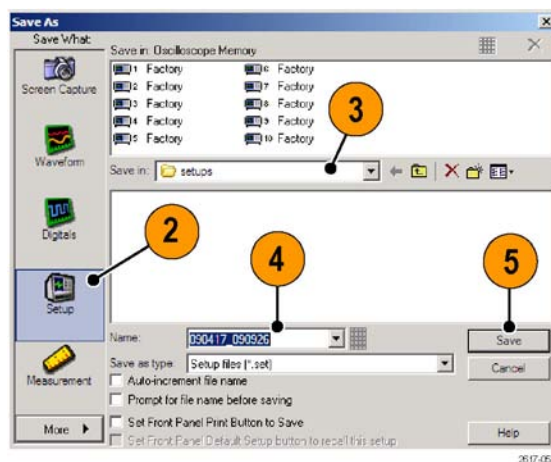 Save As
Save What:
Save in: Oscilloscope Memory
1 Factory 6 Factory
2 Factory 7 Factory
3 Factory 8 Factory
4 Factory 9 Factory
5 Factory 10 Factory
Screen Capture
Waveform
Digitals
Setup
Measurement
More
3
Save in: setups
2
4
5
Name: 090417_090926
Save
Save as type: Setup files (*.set)
Cancel
Auto-increment file name
Prompt for file name before saving
Set Front Panel Print Button to Save
Set Front Panel Default Setup button to recall this setup
Help
2617-053